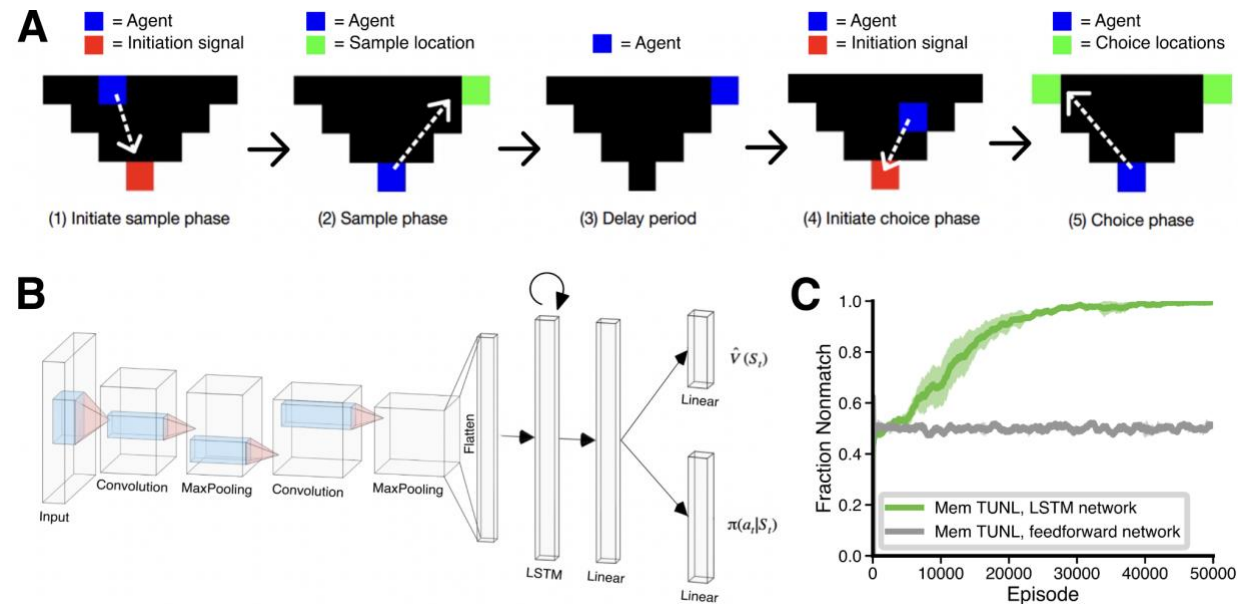 A
= Agent
= Initiation signal
= Agent
= Sample location
= Agent
= Agent
= Initiation signal
= Agent
= Choice locations
(1) Initiate sample phase
(2) Sample phase
(3) Delay period
(4) Initiate choice phase
(5) Choice phase
B
Input
Convolution
MaxPooling
Convolution
MaxPooling
Flatten
LSTM
Linear
V̂(Sₜ)
Linear
π(aₜ|Sₜ)
Linear
C
Fraction Nonmatch
1.0
0.8
0.6
0.4
0.2
0.0
Mem TUNL, LSTM network
Mem TUNL, feedforward network
0 10000 20000 30000 40000 50000
Episode